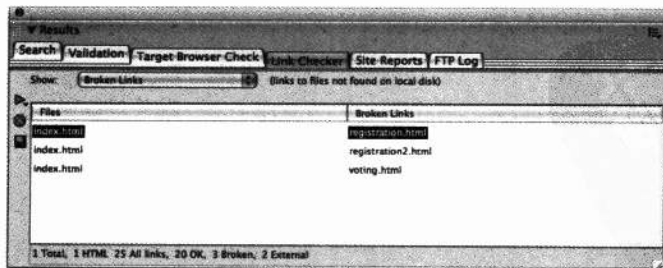 Results
Search Validation Target Browser Check Link Checker Site Reports FTP Log
Show: Broken Links (links to files not found on local disk)
Files Broken Links
index.html registration.html
index.html registration2.html
index.html voting.html
1 Total, 1 HTML 25 All links, 20 OK, 3 Broken, 2 External